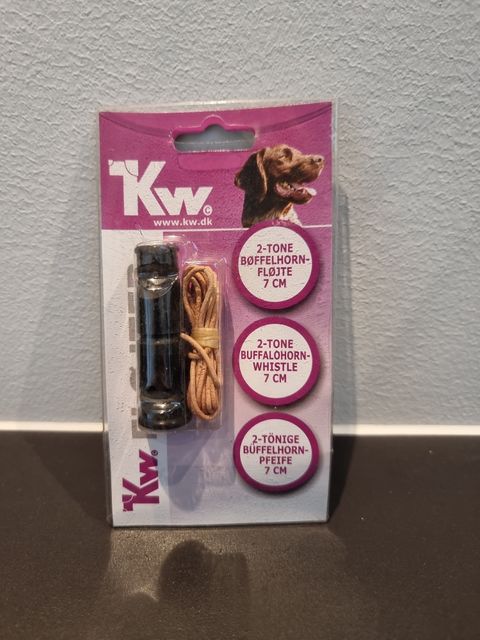 Kw©
www.kw.dk
2-TONE
BØFFELHORN-
FLØJTE
7 CM
2-TONE
BUFFALOHORN-
WHISTLE
7 CM
2-TÖNIGE
BÜFFELHORN-
PFEIFE
7 CM
Kw